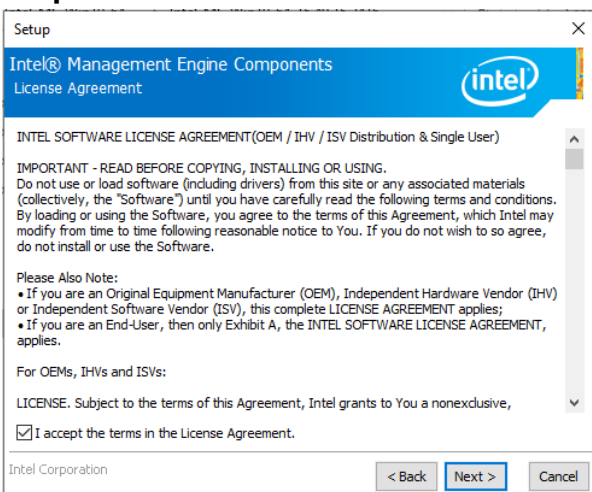 Setup
Intel® Management Engine Components
License Agreement
intel
INTEL SOFTWARE LICENSE AGREEMENT(OEM / IHV / ISV Distribution & Single User)
IMPORTANT - READ BEFORE COPYING, INSTALLING OR USING.
Do not use or load software (including drivers) from this site or any associated materials
(collectively, the "Software") until you have carefully read the following terms and conditions.
By loading or using the Software, you agree to the terms of this Agreement, which Intel may
modify from time to time following reasonable notice to You. If you do not wish to so agree,
do not install or use the Software.
Please Also Note:
• If you are an Original Equipment Manufacturer (OEM), Independent Hardware Vendor (IHV)
or Independent Software Vendor (ISV), this complete LICENSE AGREEMENT applies;
• If you are an End-User, then only Exhibit A, the INTEL SOFTWARE LICENSE AGREEMENT,
applies.
For OEMs, IHVs and ISVs:
LICENSE. Subject to the terms of this Agreement, Intel grants to You a nonexclusive,
I accept the terms in the License Agreement.
Intel Corporation
< Back Next > Cancel